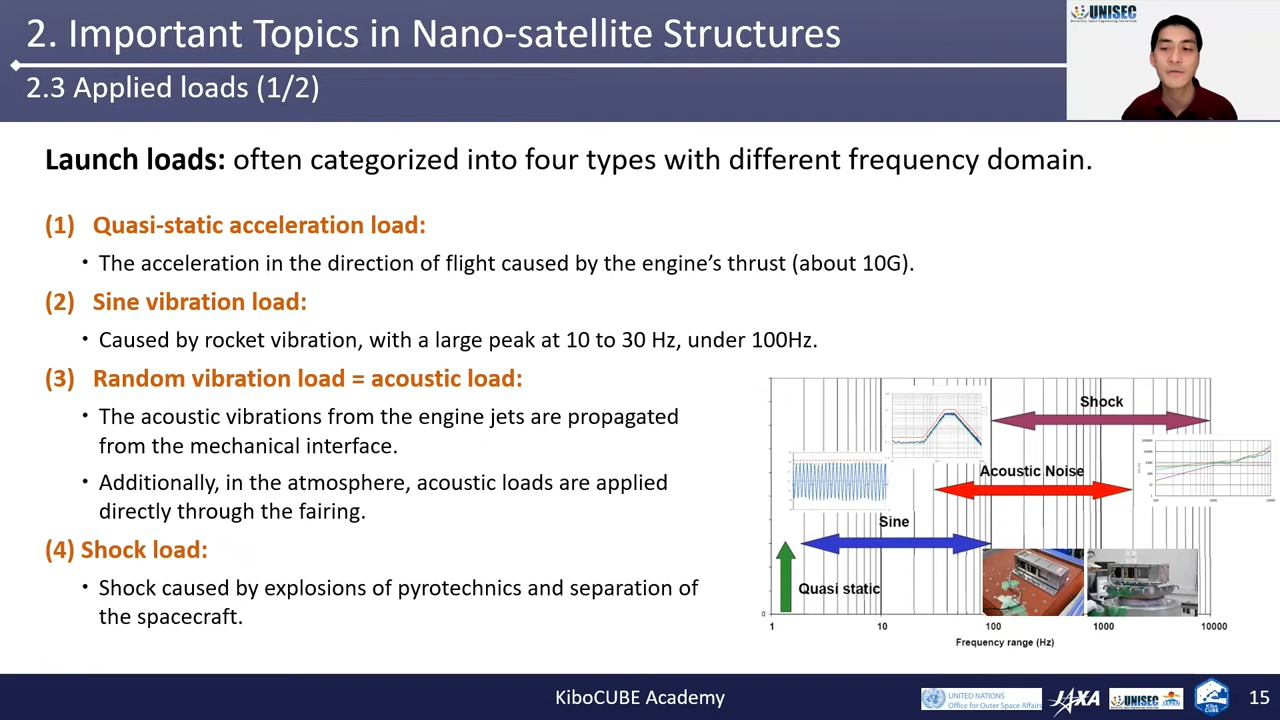 2. Important Topics in Nano-satellite Structures
UNISEC
2.3 Applied loads (1/2)
Launch loads: often categorized into four types with different frequency domain.
(1) Quasi-static acceleration load:
• The acceleration in the direction of flight caused by the engine's thrust (about 10G).
(2) Sine vibration load:
• Caused by rocket vibration, with a large peak at 10 to 30 Hz, under 100Hz.
(3) Random vibration load = acoustic load:
• The acoustic vibrations from the engine jets are propagated
from the mechanical interface.
• Additionally, in the atmosphere, acoustic loads are applied
directly through the fairing.
(4) Shock load:
• Shock caused by explosions of pyrotechnics and separation of
the spacecraft.
Shock
Acoustic Noise
Sine
Quasi static
0
1 10 100 1000 10000
Frequency range (Hz)
KiboCUBE Academy
UNITED NATIONS
Office for Outer Space Affairs
JAXA
UNISEC
JAPAN
Kibo
CUBE
15